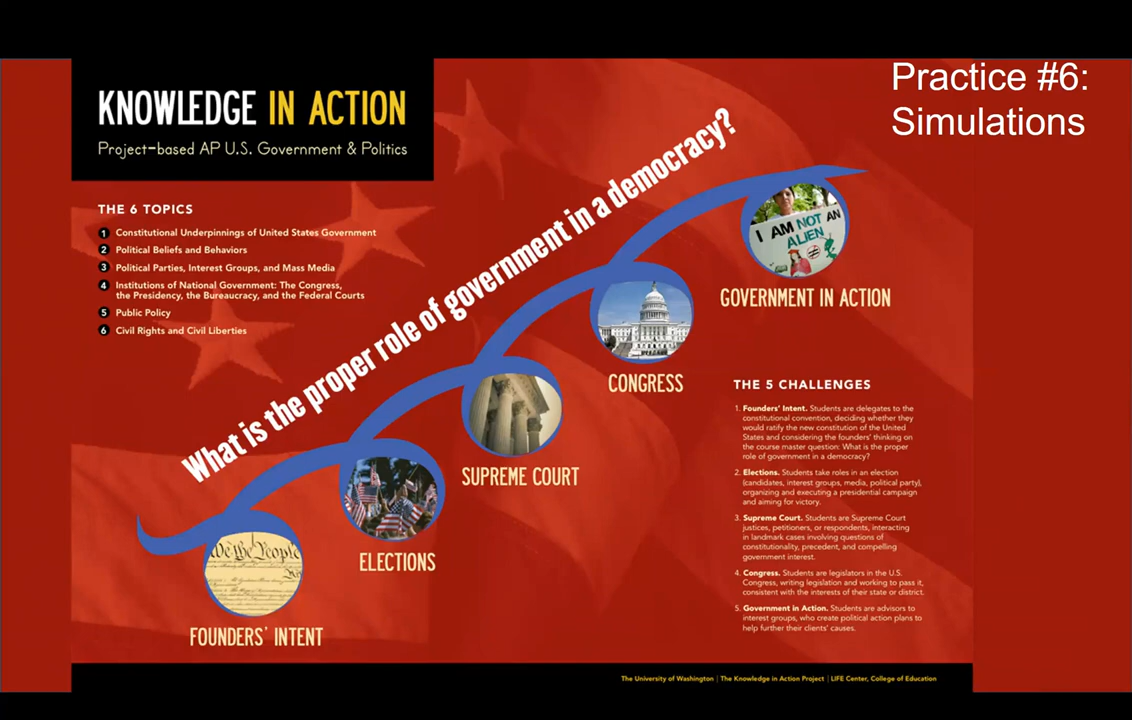 Practice #6:
Simulations
KNOWLEDGE IN ACTION
Project-based AP U.S. Government & Politics
THE 6 TOPICS
1 Constitutional Underpinnings of United States Government
2 Political Beliefs and Behaviors
3 Political Parties, Interest Groups, and Mass Media
4 Institutions of National Government: The Congress,
the Presidency, the Bureaucracy, and the Federal Courts
5 Public Policy
6 Civil Rights and Civil Liberties
What is the proper role of government in a democracy?
I AM NOT AN
ALIEN
GOVERNMENT IN ACTION
CONGRESS
SUPREME COURT
ELECTIONS
We the People
FOUNDERS' INTENT
THE 5 CHALLENGES
1. Founders' Intent. Students are delegates to the
constitutional convention, deciding whether they
would ratify the new constitution of the United
States and considering the founders' thinking on
the course master question: What is the proper
role of government in a democracy?
2. Elections. Students take roles in an election
(candidates, interest groups, media, political party),
organizing and executing a presidential campaign
and aiming for victory.
3. Supreme Court. Students are Supreme Court
justices, petitioners, or respondents, interacting
in landmark cases involving questions of
constitutionality, precedent, and compelling
government interest.
4. Congress. Students are legislators in the U.S.
Congress, writing legislation and working to pass it,
consistent with the interests of their state or district.
5. Government in Action. Students are advisors to
interest groups, who create political action plans to
help further their clients' causes.
The University of Washington | The Knowledge in Action Project | LIFE Center, College of Education